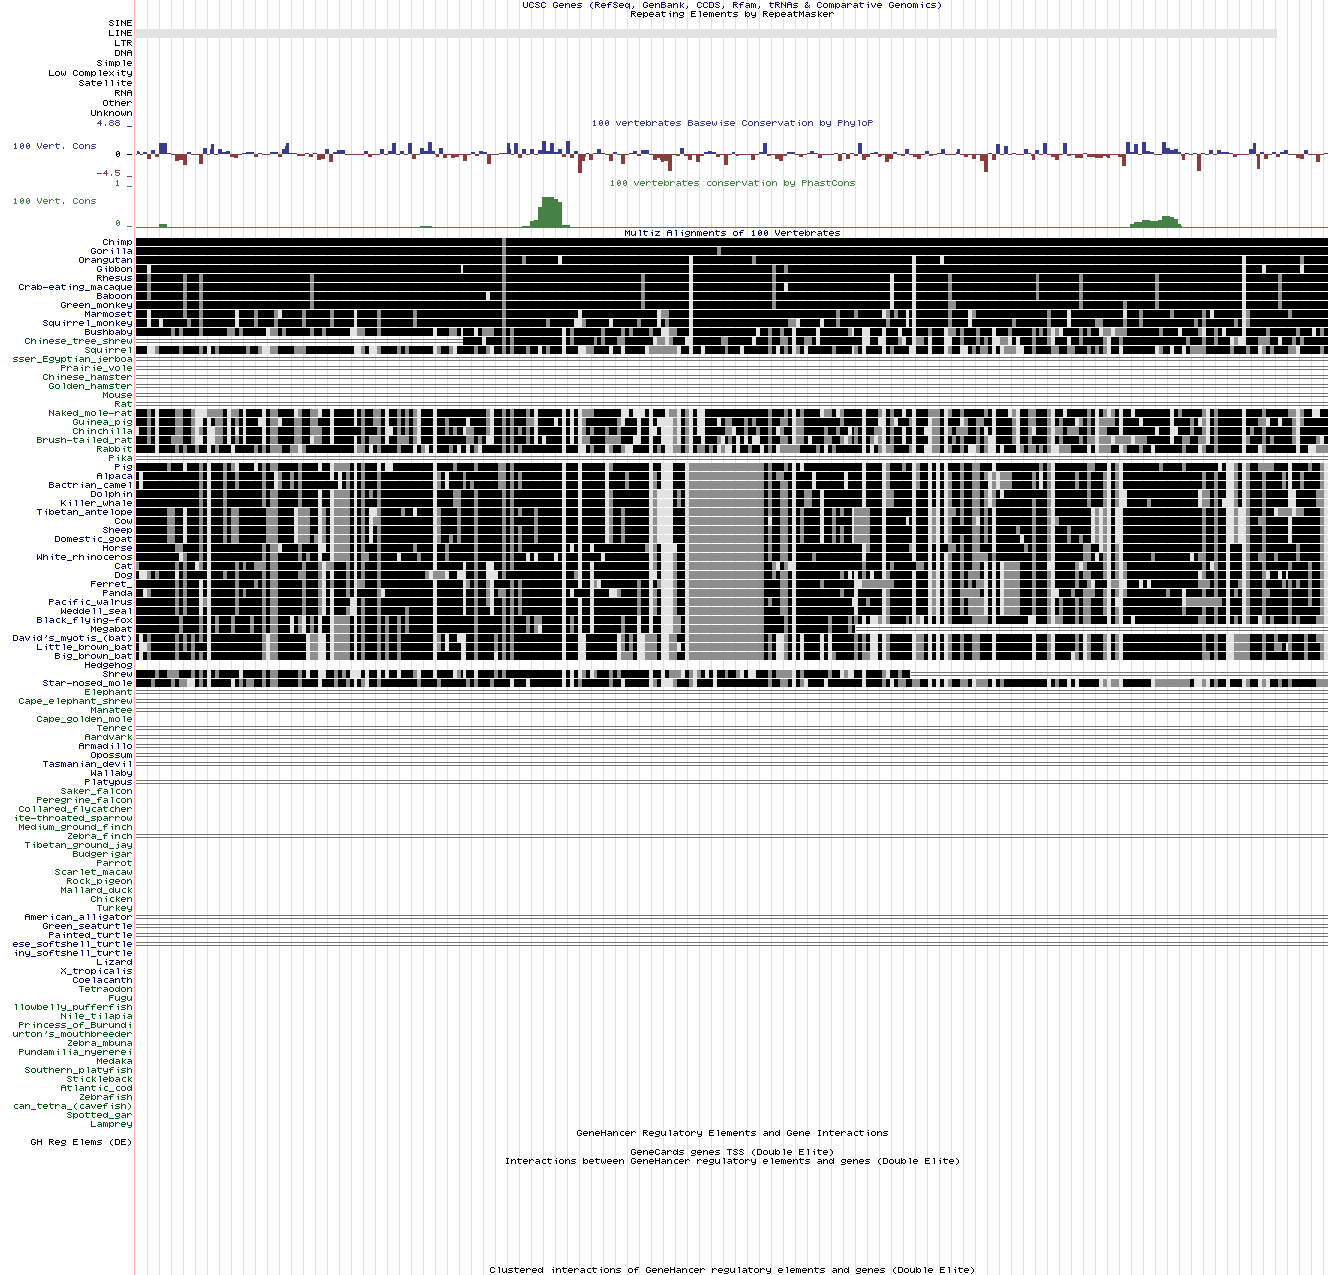 UCSC Genes (RefSeq, GenBank, CCDS, Rfam, tRNAs & Comparative Genomics)
Repeating Elements by RepeatMasker
SINE
LINE
LTR
DNA
Simple
Low Complexity
Satellite
RNA
Other
Unknown
4.88 _
100 vertebrates Basewise Conservation by PhyloP
100 Vert. Cons
0 _
-4.5 _
1 _
100 vertebrates conservation by PhastCons
100 Vert. Cons
0 _
Multiz Alignments of 100 Vertebrates
Chimp
Gorilla
Orangutan
Gibbon
Rhesus
Crab-eating_macaque
Baboon
Green_monkey
Marmoset
Squirrel_monkey
Bushbaby
Chinese_tree_shrew
Squirrel
sser_Egyptian_jerboa
Prairie_vole
Chinese_hamster
Golden_hamster
Mouse
Rat
Naked_mole-rat
Guinea_pig
Chinchilla
Brush-tailed_rat
Rabbit
Pika
Pig
Alpaca
Bactrian_camel
Dolphin
Killer_whale
Tibetan_antelope
Cow
Sheep
Domestic_goat
Horse
White_rhinoceros
Cat
Dog
Ferret_
Panda
Pacific_walrus
Weddell_seal
Black_flying-fox
Megabat
David's_myotis_(bat)
Little_brown_bat
Big_brown_bat
Hedgehog
Shrew
Star-nosed_mole
Elephant
Cape_elephant_shrew
Manatee
Cape_golden_mole
Tenrec
Aardvark
Armadillo
Opossum
Tasmanian_devil
Wallaby
Platypus
Saker_falcon
Peregrine_falcon
Collared_flycatcher
ite-throated_sparrow
Medium_ground_finch
Zebra_finch
Tibetan_ground_jay
Budgerigar
Parrot
Scarlet_macaw
Rock_pigeon
Mallard_duck
Chicken
Turkey
American_alligator
Green_seaturtle
Painted_turtle
ese_softshell_turtle
iny_softshell_turtle
Lizard
X_tropicalis
Coelacanth
Tetraodon
Fugu
llowbelly_pufferfish
Nile_tilapia
Princess_of_Burundi
urton's_mouthbreeder
Zebra_mbuna
Pundamilia_nyererei
Medaka
Southern_platyfish
Stickleback
Atlantic_cod
Zebrafish
can_tetra_(cavefish)
Spotted_gar
Lamprey
GeneHancer Regulatory Elements and Gene Interactions
GH Reg Elems (DE)
GeneCards genes TSS (Double Elite)
Interactions between GeneHancer regulatory elements and genes (Double Elite)
Clustered interactions of GeneHancer regulatory elements and genes (Double Elite)